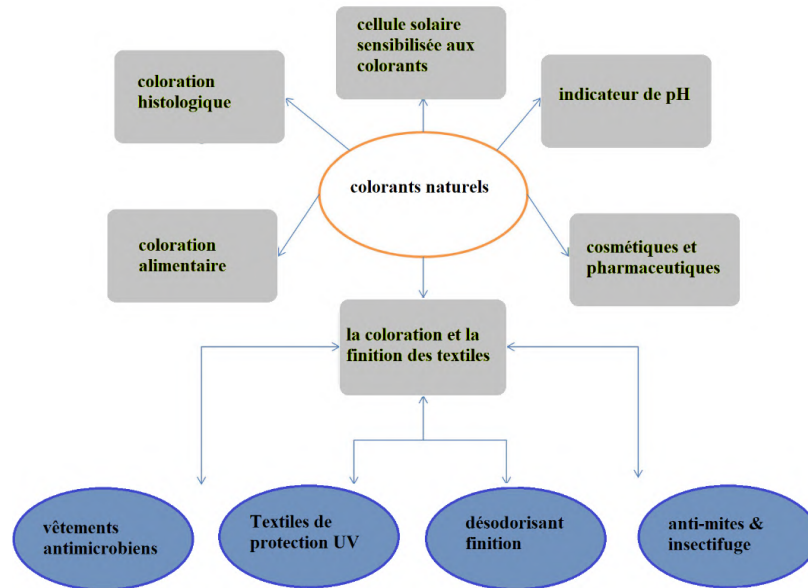 cellule solaire
sensibilisée aux
colorants
coloration
histologique
indicateur de pH
colorants naturels
coloration
alimentaire
cosmétiques et
pharmaceutiques
la coloration et la
finition des textiles
vêtements
antimicrobiens
Textiles de
protection UV
désodorisant
finition
anti-mites &
insectifuge